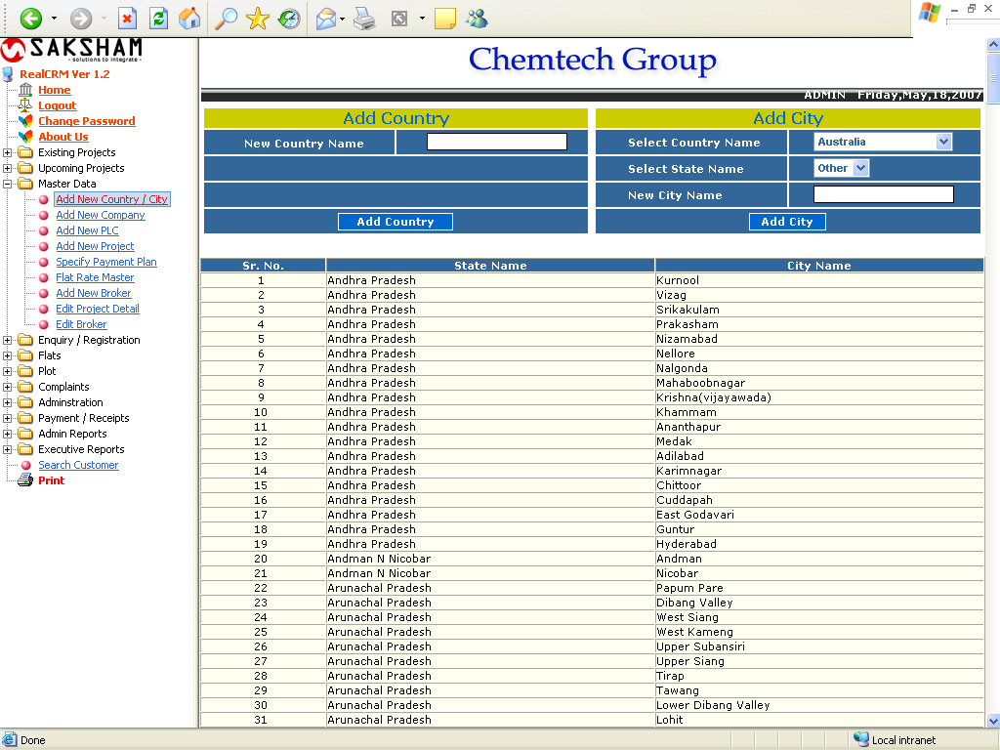 SAKSHAM
- solutions to integrate -
RealCRM Ver 1.2
Home
Logout
Change Password
About Us
Existing Projects
Upcoming Projects
Master Data
Add New Country / City
Add New Company
Add New PLC
Add New Project
Specify Payment Plan
Flat Rate Master
Add New Broker
Edit Project Detail
Edit Broker
Enquiry / Registration
Flats
Plot
Complaints
Adminstration
Payment / Receipts
Admin Reports
Executive Reports
Search Customer
Print
Chemtech Group
ADMIN Friday,May,18,2007
Add Country
New Country Name
Add Country
Add City
Select Country Name Australia
Select State Name Other
New City Name
Add City
Sr. No. State Name City Name
1 Andhra Pradesh Kurnool
2 Andhra Pradesh Vizag
3 Andhra Pradesh Srikakulam
4 Andhra Pradesh Prakasham
5 Andhra Pradesh Nizamabad
6 Andhra Pradesh Nellore
7 Andhra Pradesh Nalgonda
8 Andhra Pradesh Mahaboobnagar
9 Andhra Pradesh Krishna(vijayawada)
10 Andhra Pradesh Khammam
11 Andhra Pradesh Ananthapur
12 Andhra Pradesh Medak
13 Andhra Pradesh Adilabad
14 Andhra Pradesh Karimnagar
15 Andhra Pradesh Chittoor
16 Andhra Pradesh Cuddapah
17 Andhra Pradesh East Godavari
18 Andhra Pradesh Guntur
19 Andhra Pradesh Hyderabad
20 Andman N Nicobar Andman
21 Andman N Nicobar Nicobar
22 Arunachal Pradesh Papum Pare
23 Arunachal Pradesh Dibang Valley
24 Arunachal Pradesh West Siang
25 Arunachal Pradesh West Kameng
26 Arunachal Pradesh Upper Subansiri
27 Arunachal Pradesh Upper Siang
28 Arunachal Pradesh Tirap
29 Arunachal Pradesh Tawang
30 Arunachal Pradesh Lower Dibang Valley
31 Arunachal Pradesh Lohit
Done
Local intranet